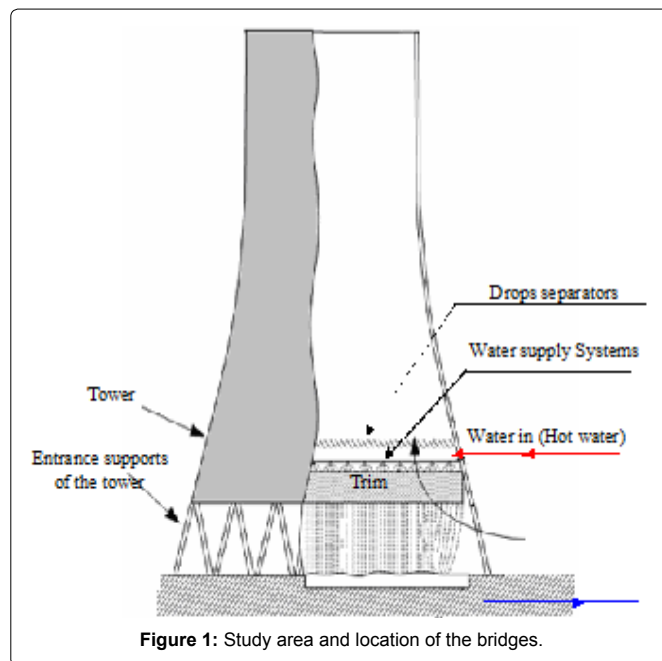 Drops separators
Water supply Systems
Tower
Water in (Hot water)
Entrance supports
of the tower
Trim
Figure 1: Study area and location of the bridges.